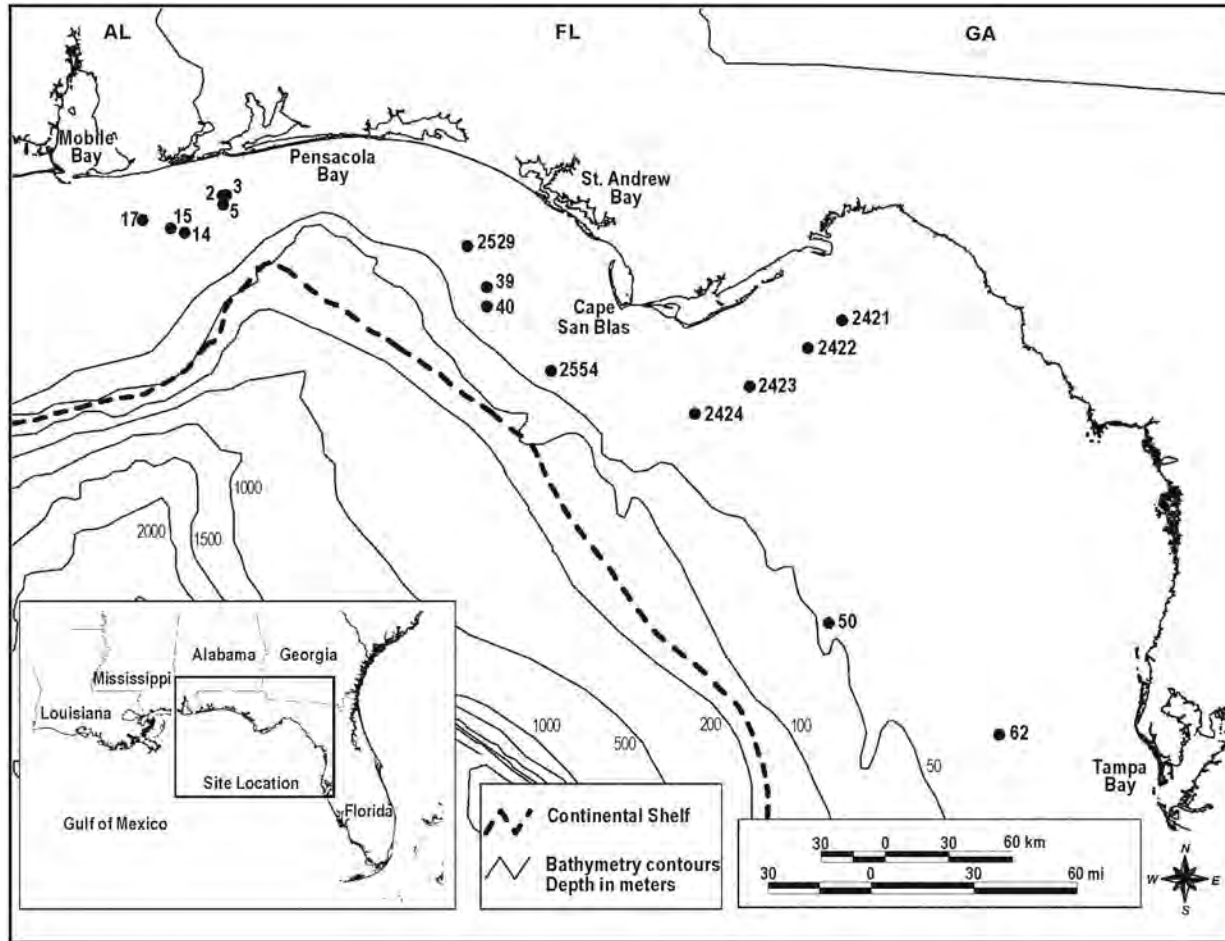 AL
FL
GA
Mobile
Bay
Pensacola
Bay
St. Andrew
Bay
2
3
5
17
15
14
2529
39
40
Cape
San Blas
2421
2422
2554
2423
2424
1000
2000
1500
50
62
Tampa
Bay
1000
500
200
100
50
Alabama
Georgia
Mississippi
Louisiana
Site Location
Florida
Gulf of Mexico
Continental Shelf
Bathymetry contours
Depth in meters
30 0 30 60 km
30 0 30 60 mi
N
W E
S